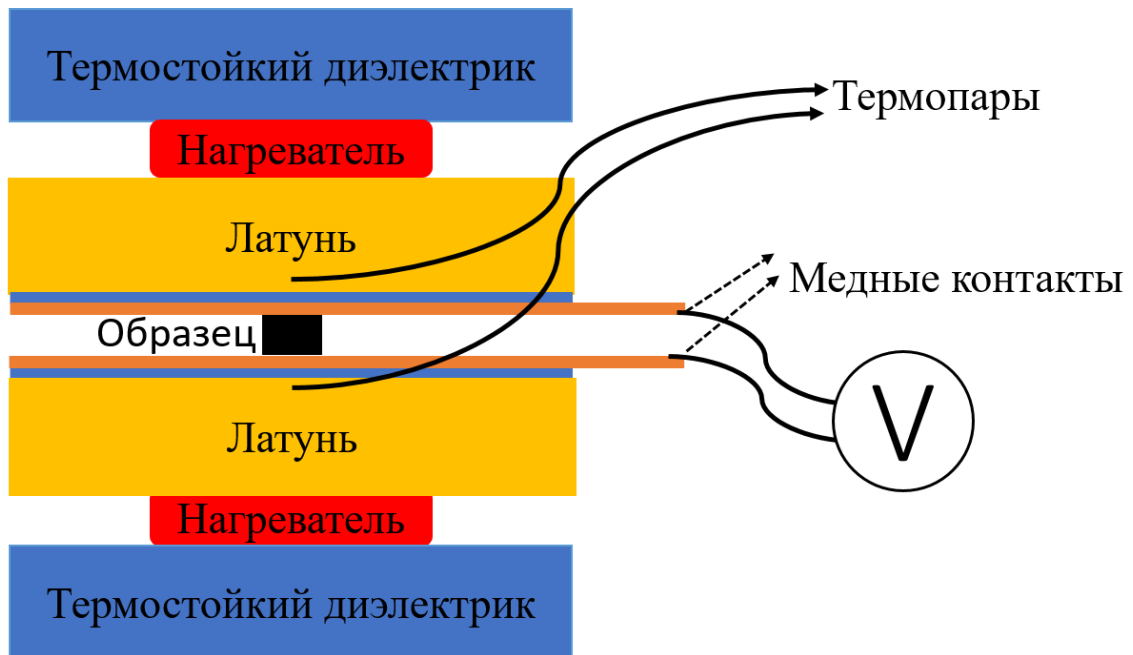 Термостойкий диэлектрик
Термопары
Нагреватель
Латунь
Медные контакты
Образец
V
Латунь
Нагреватель
Термостойкий диэлектрик